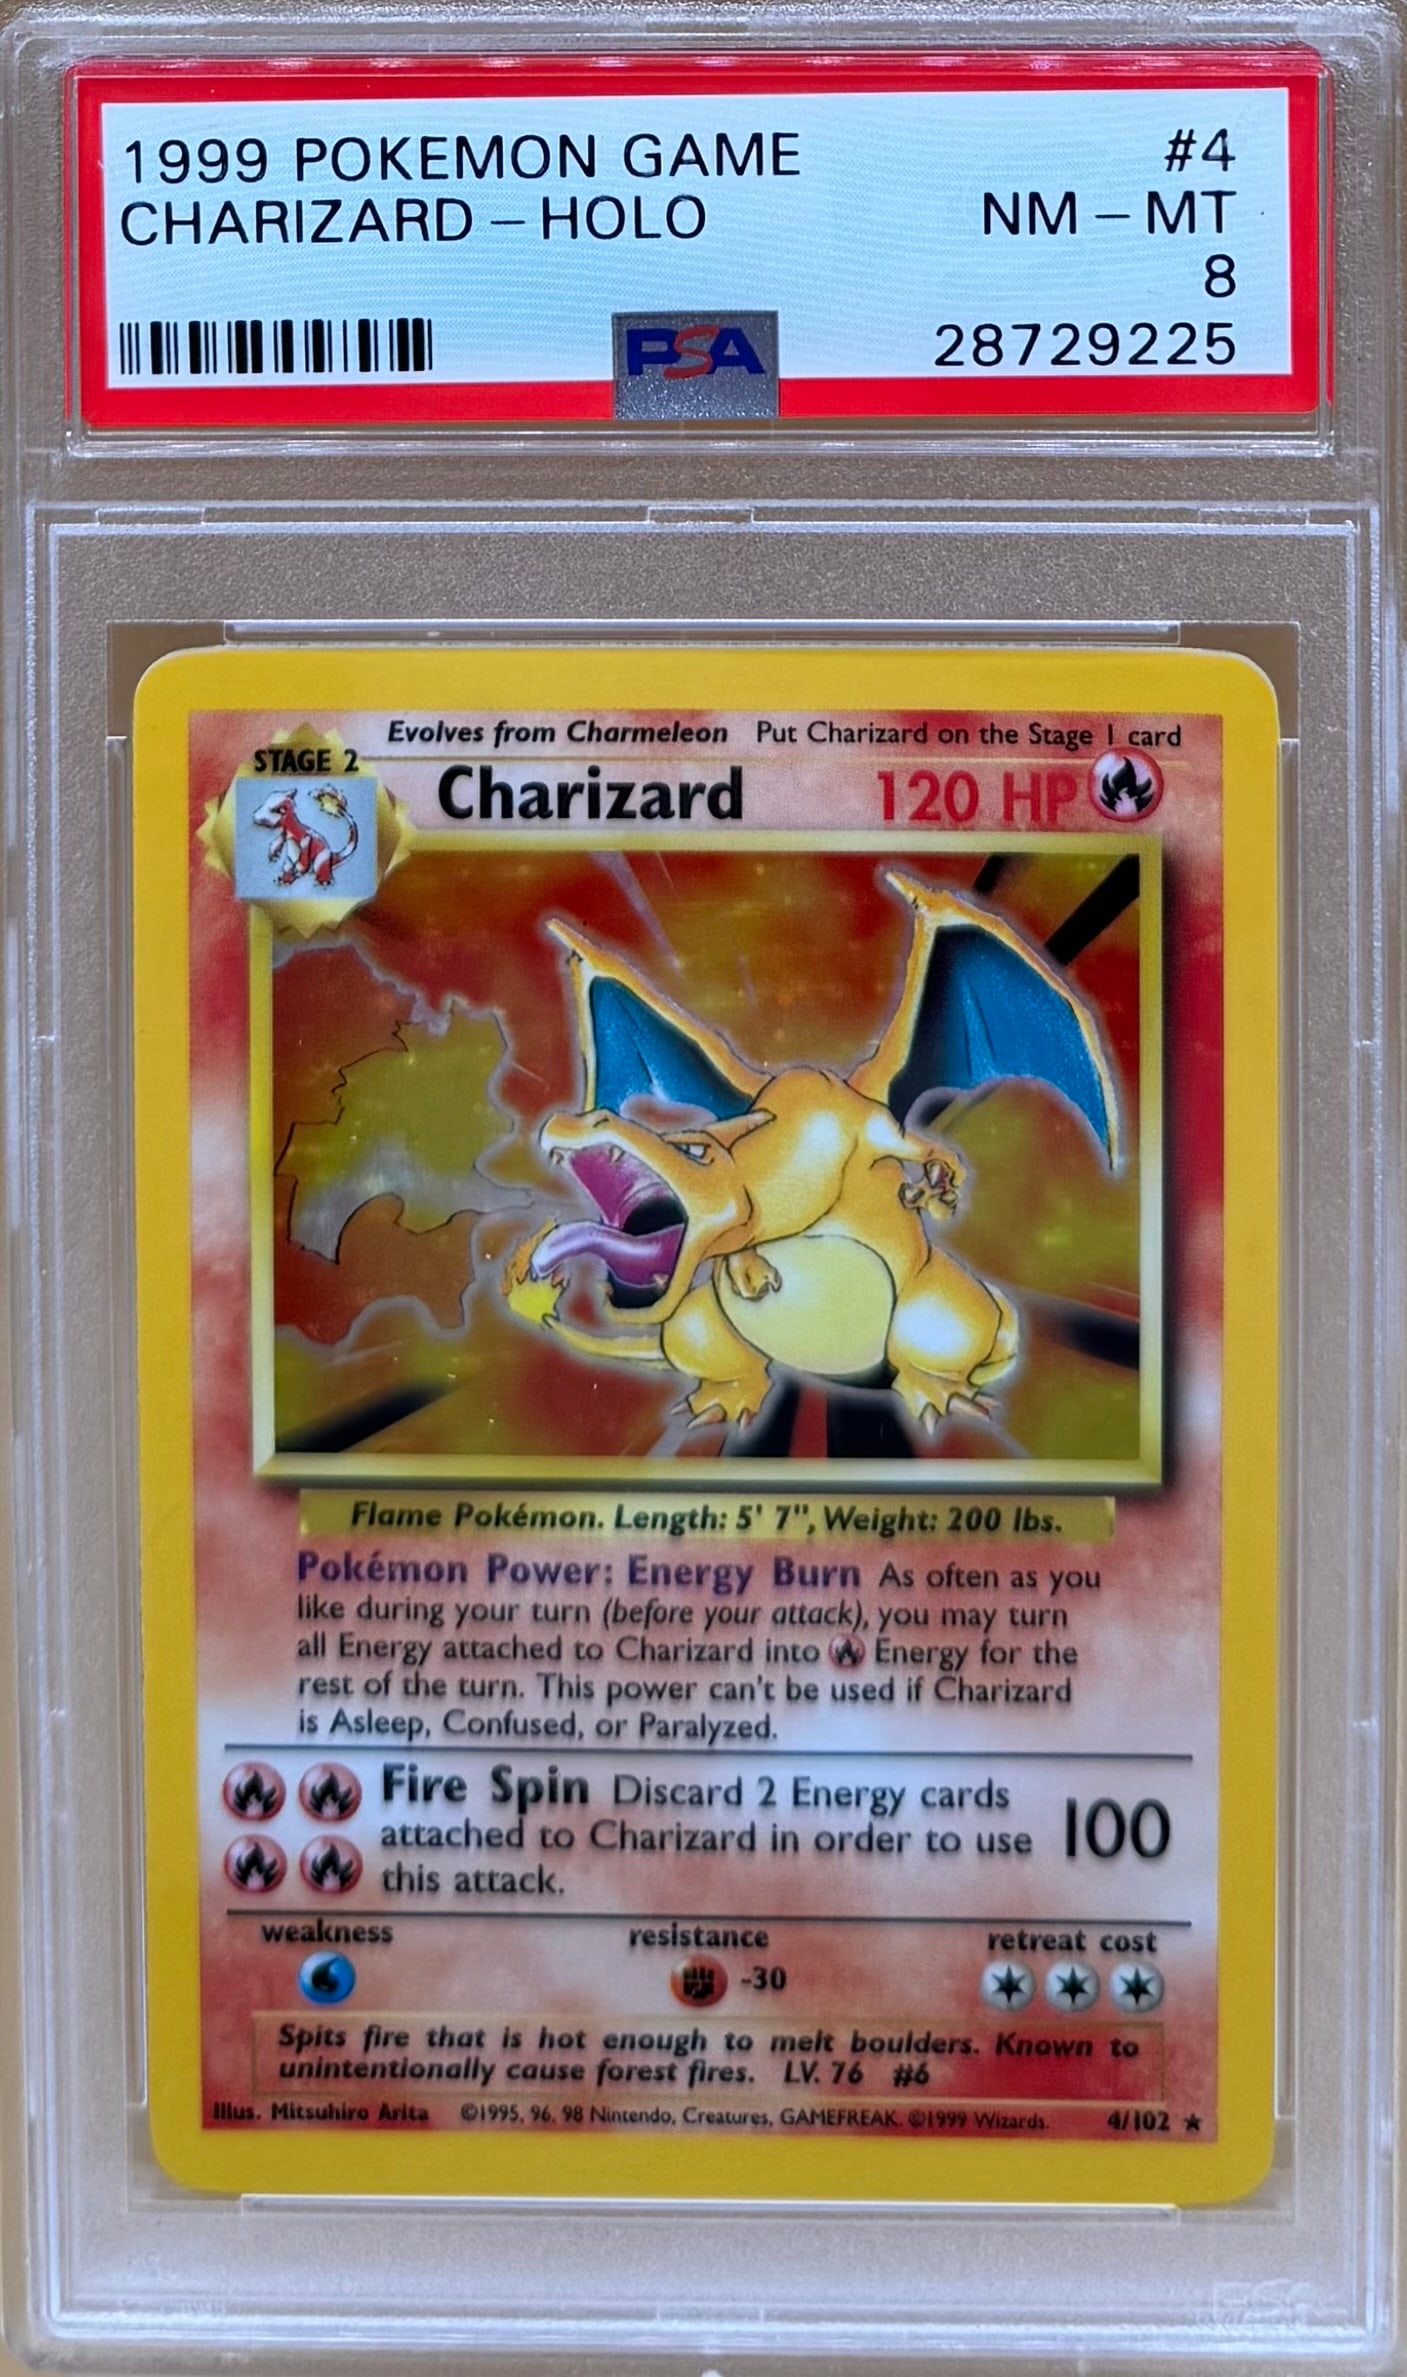 1999 POKEMON GAME #4
CHARIZARD – HOLO NM – MT
8
PSA 28729225
Evolves from Charmeleon Put Charizard on the Stage 1 card
STAGE 2
Charizard 120 HP
Flame Pokémon. Length: 5' 7", Weight: 200 lbs.
Pokémon Power: Energy Burn As often as you
like during your turn (before your attack), you may turn
all Energy attached to Charizard into Energy for the
rest of the turn. This power can't be used if Charizard
is Asleep, Confused, or Paralyzed.
Fire Spin Discard 2 Energy cards
attached to Charizard in order to use 100
this attack.
weakness resistance retreat cost
-30
Spits fire that is hot enough to melt boulders. Known to
unintentionally cause forest fires. LV. 76 #6
Illus. Mitsuhiro Arita ©1995, 96, 98 Nintendo, Creatures, GAMEFREAK. ©1999 Wizards. 4/102 ★